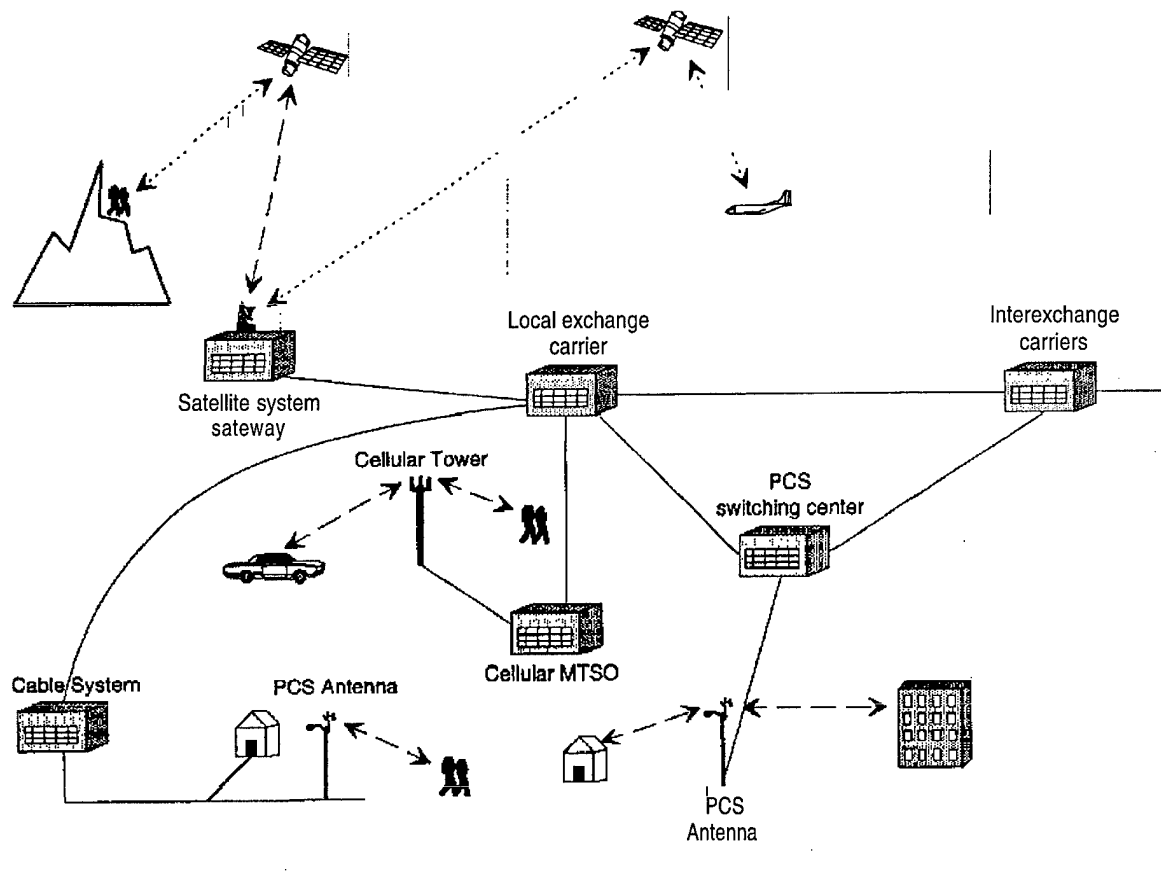 Local exchange
carrier
Interexchange
carriers
Satellite system
sateway
Cellular Tower
PCS
switching center
Cellular MTSO
Cable System
PCS Antenna
PCS
Antenna